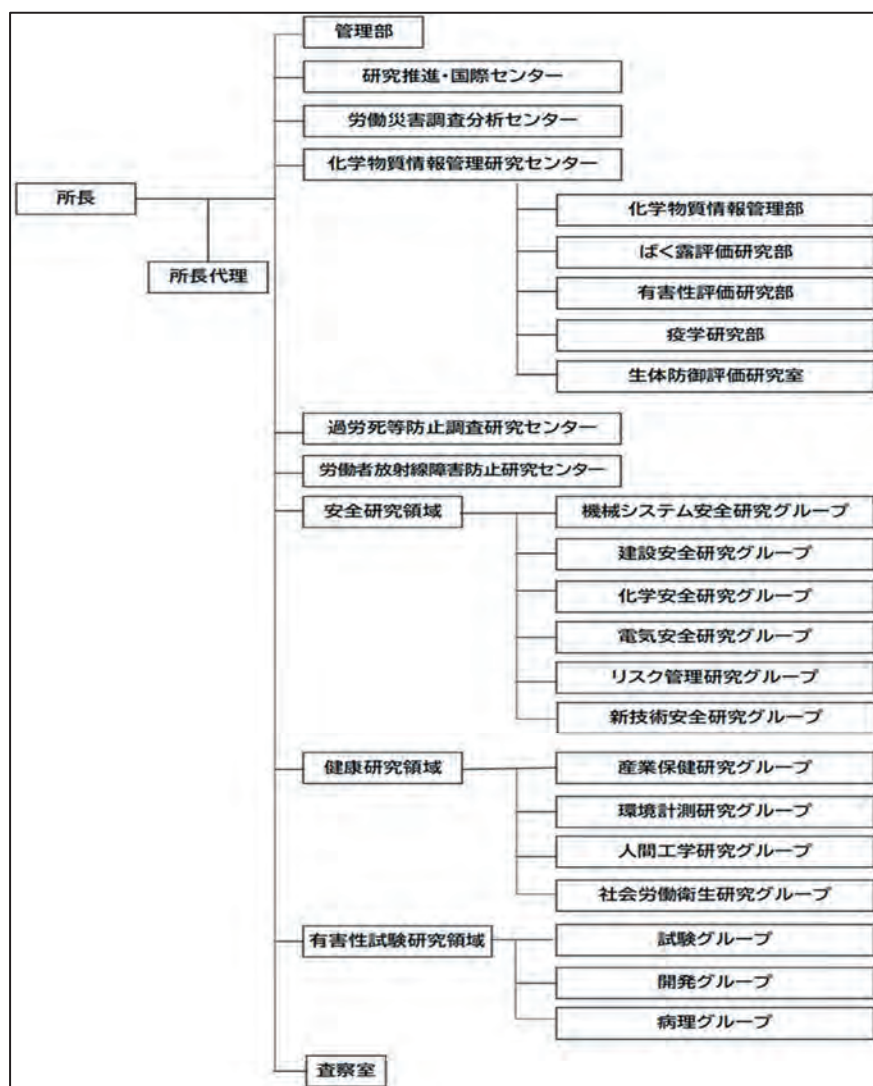 所長
所長代理
管理部
研究推進・国際センター
労働災害調査分析センター
化学物質情報管理研究センター
化学物質情報管理部
ばく露評価研究部
有害性評価研究部
疫学研究部
生体防御評価研究室
過労死等防止調査研究センター
労働者放射線障害防止研究センター
安全研究領域
機械システム安全研究グループ
建設安全研究グループ
化学安全研究グループ
電気安全研究グループ
リスク管理研究グループ
新技術安全研究グループ
健康研究領域
産業保健研究グループ
環境計測研究グループ
人間工学研究グループ
社会労働衛生研究グループ
有害性試験研究領域
試験グループ
開発グループ
病理グループ
査察室